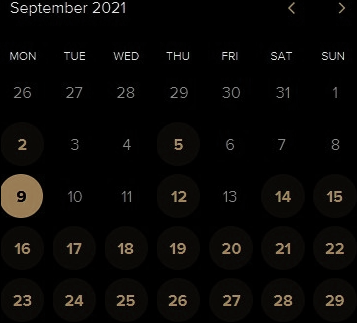 September 2021 < >
MON TUE WED THU FRI SAT SUN
26 27 28 29 30 31 1
2 3 4 5 6 7 8
9 10 11 12 13 14 15
16 17 18 19 20 21 22
23 24 25 26 27 28 29